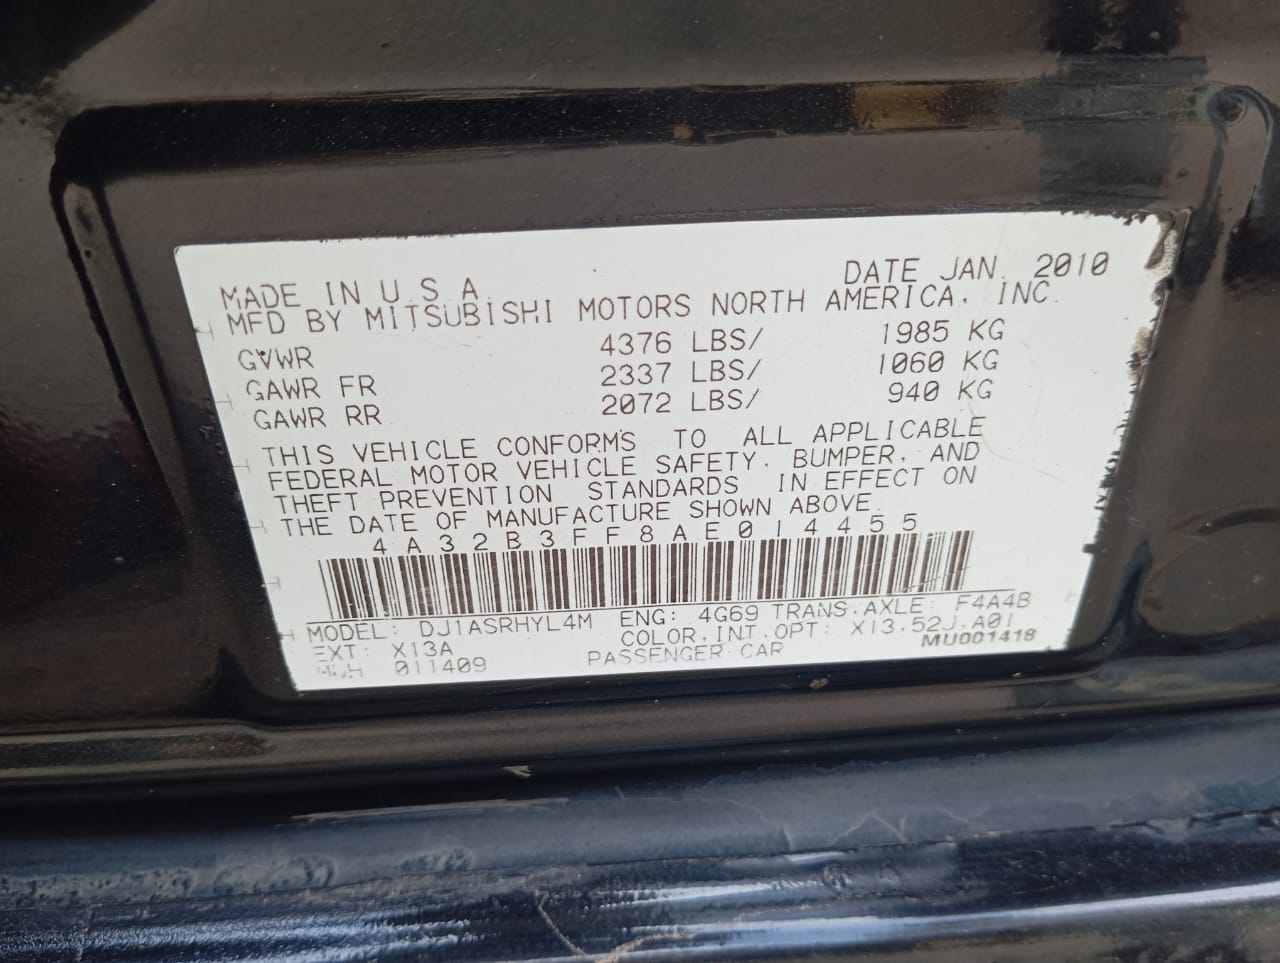 MADE IN U.S.A. DATE JAN. 2010
MFD BY MITSUBISHI MOTORS NORTH AMERICA, INC.
GVWR 4376 LBS/ 1985 KG
GAWR FR 2337 LBS/ 1060 KG
GAWR RR 2072 LBS/ 940 KG
THIS VEHICLE CONFORMS TO ALL APPLICABLE
FEDERAL MOTOR VEHICLE SAFETY, BUMPER, AND
THEFT PREVENTION STANDARDS IN EFFECT ON
THE DATE OF MANUFACTURE SHOWN ABOVE.
4A32B3FF8AE014455
MODEL: DJ1ASRHYL4M ENG: 4G69 TRANS.AXLE: F4A4B
EXT: X13A COLOR.INT.OPT: X13.52J.A01
011409 PASSENGER CAR MU001418